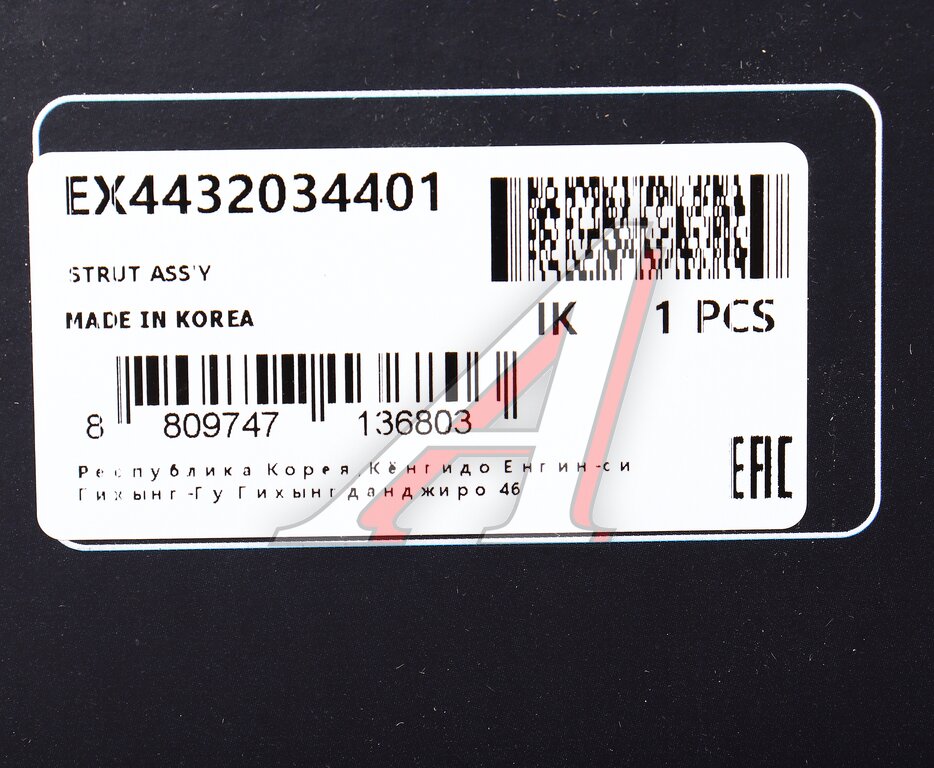 EX4432034401
STRUT ASS'Y
MADE IN KOREA
IK 1 PCS
8 809747 136803
Республика Корея,Кёнгидо Енгин-си
Гихынг-Гу Гихынгданджиро 46
EAC